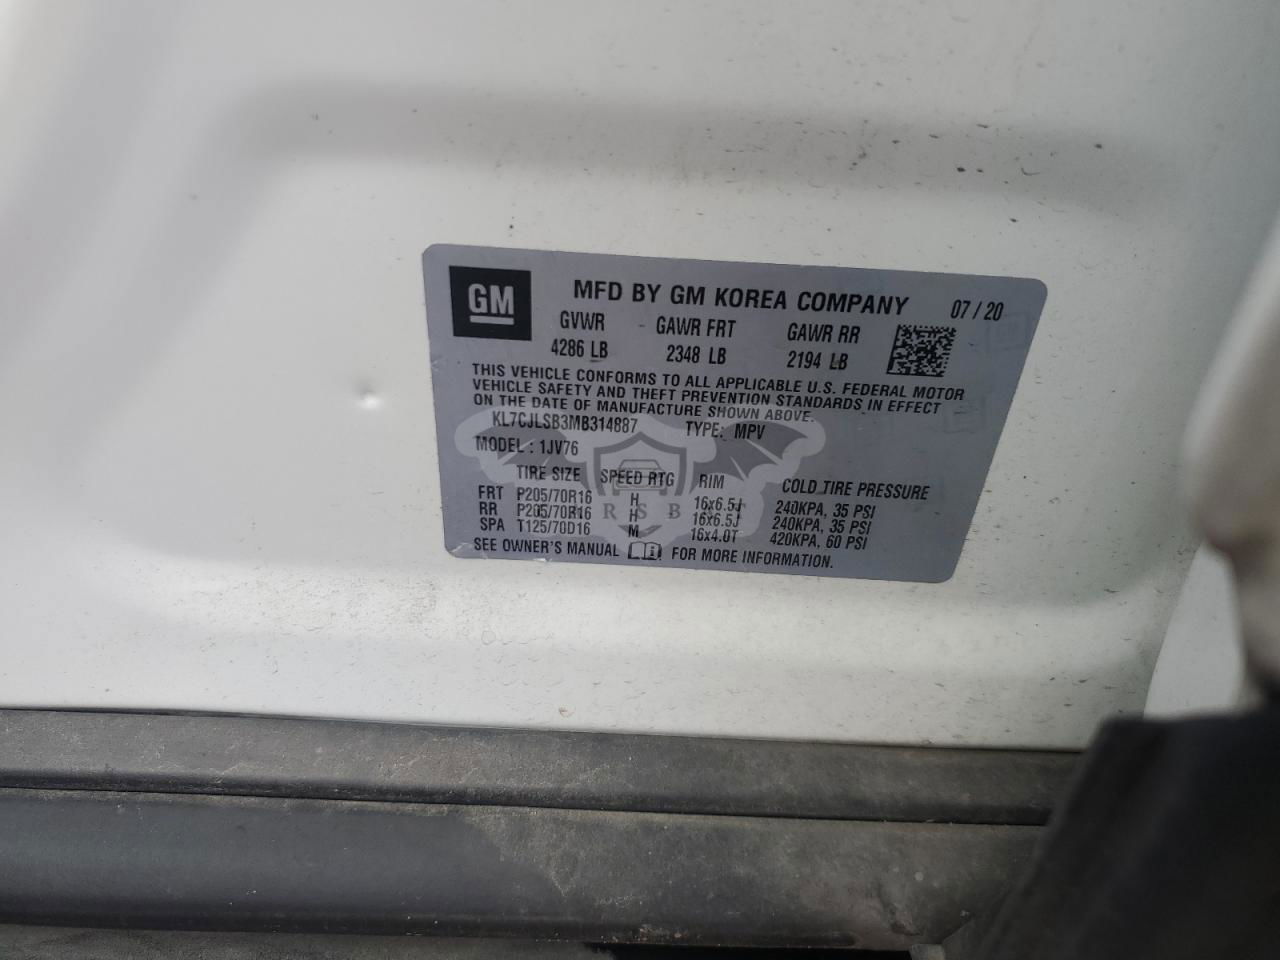 GM
MFD BY GM KOREA COMPANY 07 / 20
GVWR - GAWR FRT GAWR RR
4286 LB 2348 LB 2194 LB
THIS VEHICLE CONFORMS TO ALL APPLICABLE U.S. FEDERAL MOTOR
VEHICLE SAFETY AND THEFT PREVENTION STANDARDS IN EFFECT
ON THE DATE OF MANUFACTURE SHOWN ABOVE.
KL7CJLSB3MB314887 TYPE: MPV
MODEL : 1JV76
TIRE SIZE SPEED RTG RIM COLD TIRE PRESSURE
FRT P205/70R16 H 16x6.5J 240KPA, 35 PSI
RR P205/70R16 H 16x6.5J 240KPA, 35 PSI
SPA T125/70D16 M 16x4.0T 420KPA, 60 PSI
SEE OWNER'S MANUAL FOR MORE INFORMATION.